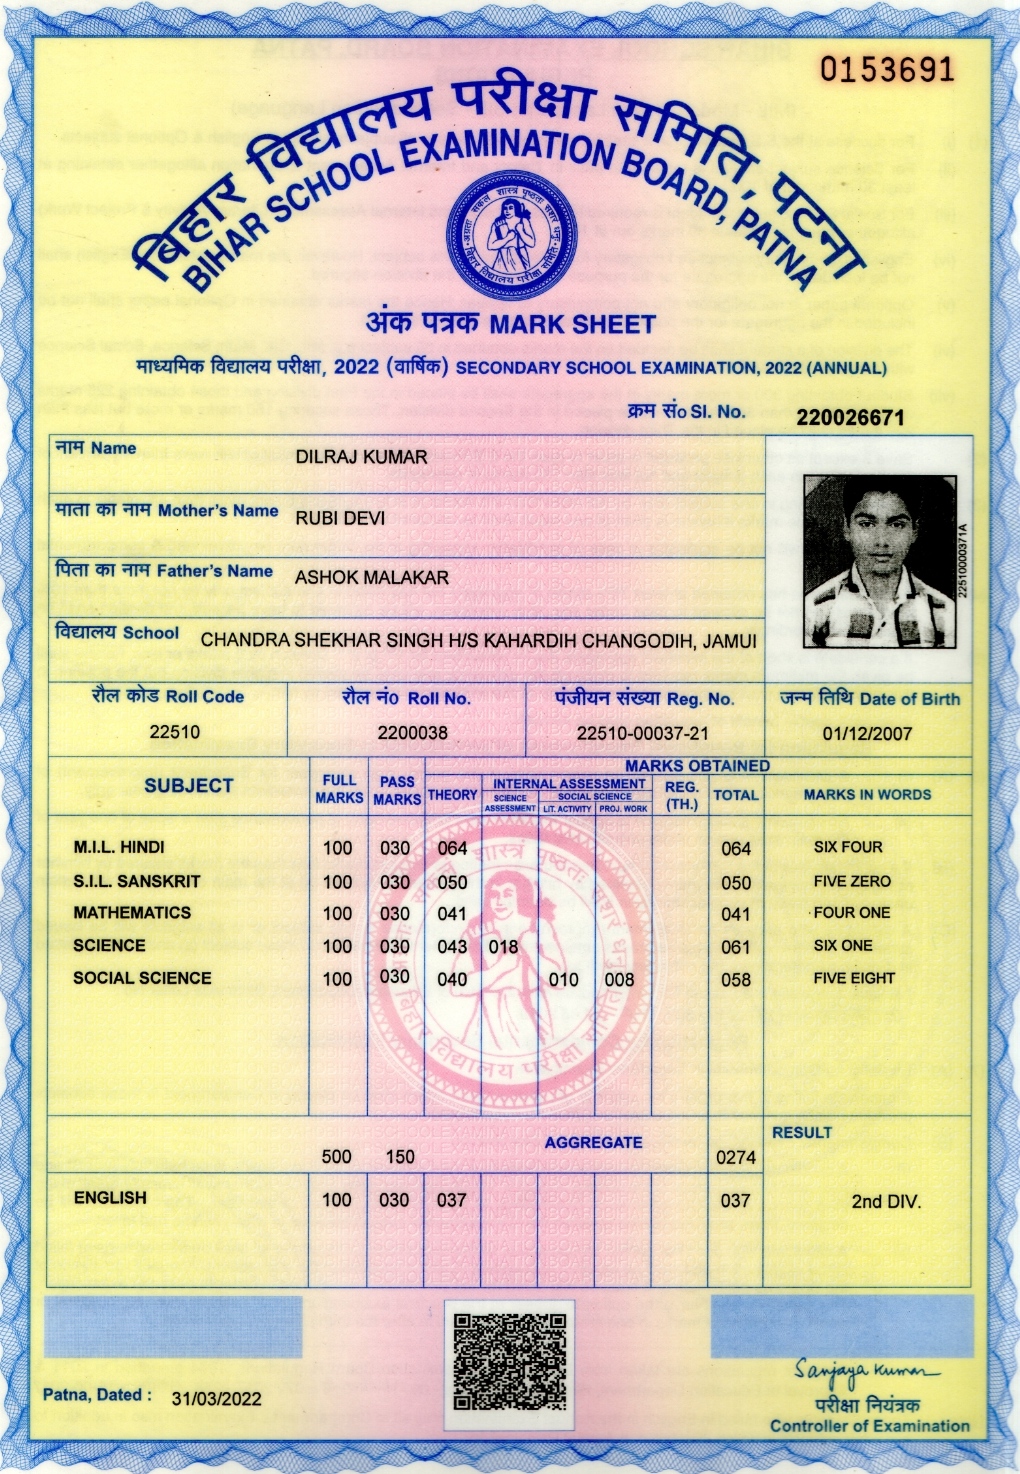 0153691
बिहार विद्यालय परीक्षा समिति, पटना
BIHAR SCHOOL EXAMINATION BOARD, PATNA
अंक पत्रक MARK SHEET
माध्यमिक विद्यालय परीक्षा, 2022 (वार्षिक) SECONDARY SCHOOL EXAMINATION, 2022 (ANNUAL)
क्रम सं० Sl. No. 220026671
नाम Name DILRAJ KUMAR
माता का नाम Mother's Name RUBI DEVI
पिता का नाम Father's Name ASHOK MALAKAR
विद्यालय School CHANDRA SHEKHAR SINGH H/S KAHARDIH CHANGODIH, JAMUI
22510000371A
रौल कोड Roll Code रौल नं० Roll No. पंजीयन संख्या Reg. No. जन्म तिथि Date of Birth
22510 2200038 22510-00037-21 01/12/2007
MARKS OBTAINED
SUBJECT FULL MARKS PASS MARKS THEORY INTERNAL ASSESSMENT REG. (TH.) TOTAL MARKS IN WORDS
SCIENCE ASSESSMENT SOCIAL SCIENCE
LIT. ACTIVITY PROJ. WORK
M.I.L. HINDI 100 030 064 064 SIX FOUR
S.I.L. SANSKRIT 100 030 050 050 FIVE ZERO
MATHEMATICS 100 030 041 041 FOUR ONE
SCIENCE 100 030 043 018 061 SIX ONE
SOCIAL SCIENCE 100 030 040 010 008 058 FIVE EIGHT
बिहार विद्यालय परीक्षा समिति
AGGREGATE RESULT
500 150 0274
ENGLISH 100 030 037 037 2nd DIV.
Patna, Dated : 31/03/2022
Sanjaya Kumar
परीक्षा नियंत्रक
Controller of Examination